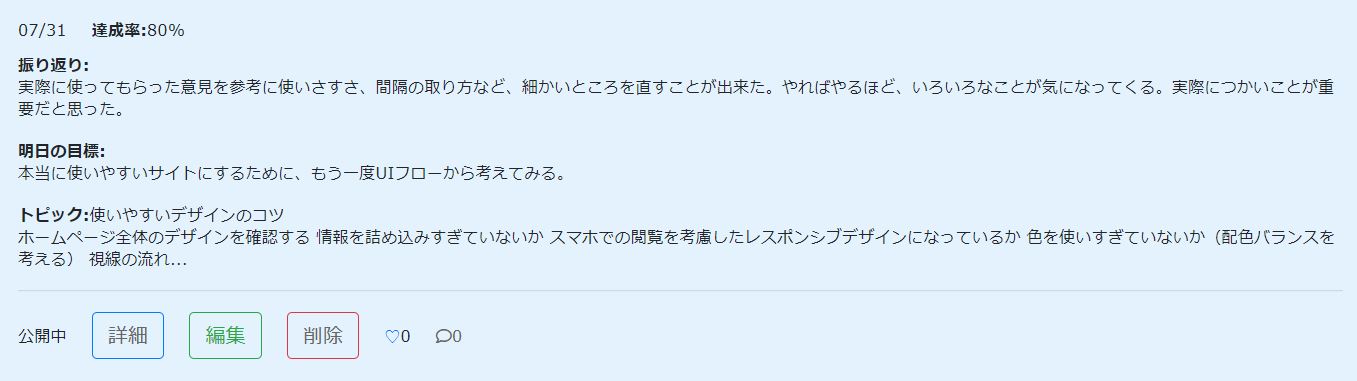 07/31 達成率:80%
振り返り:
実際に使ってもらった意見を参考に使いさすさ、間隔の取り方など、細かいところを直すことが出来た。やればやるほど、いろいろなことが気になってくる。実際につかいことが重
要だと思った。
明日の目標:
本当に使いやすいサイトにするために、もう一度UIフローから考えてみる。
トピック:使いやすいデザインのコツ
ホームページ全体のデザインを確認する 情報を詰め込みすぎていないか スマホでの閲覧を考慮したレスポンシブデザインになっているか 色を使いすぎていないか（配色バランスを
考える） 視線の流れ...
公開中 詳細 編集 削除 ♡0 0